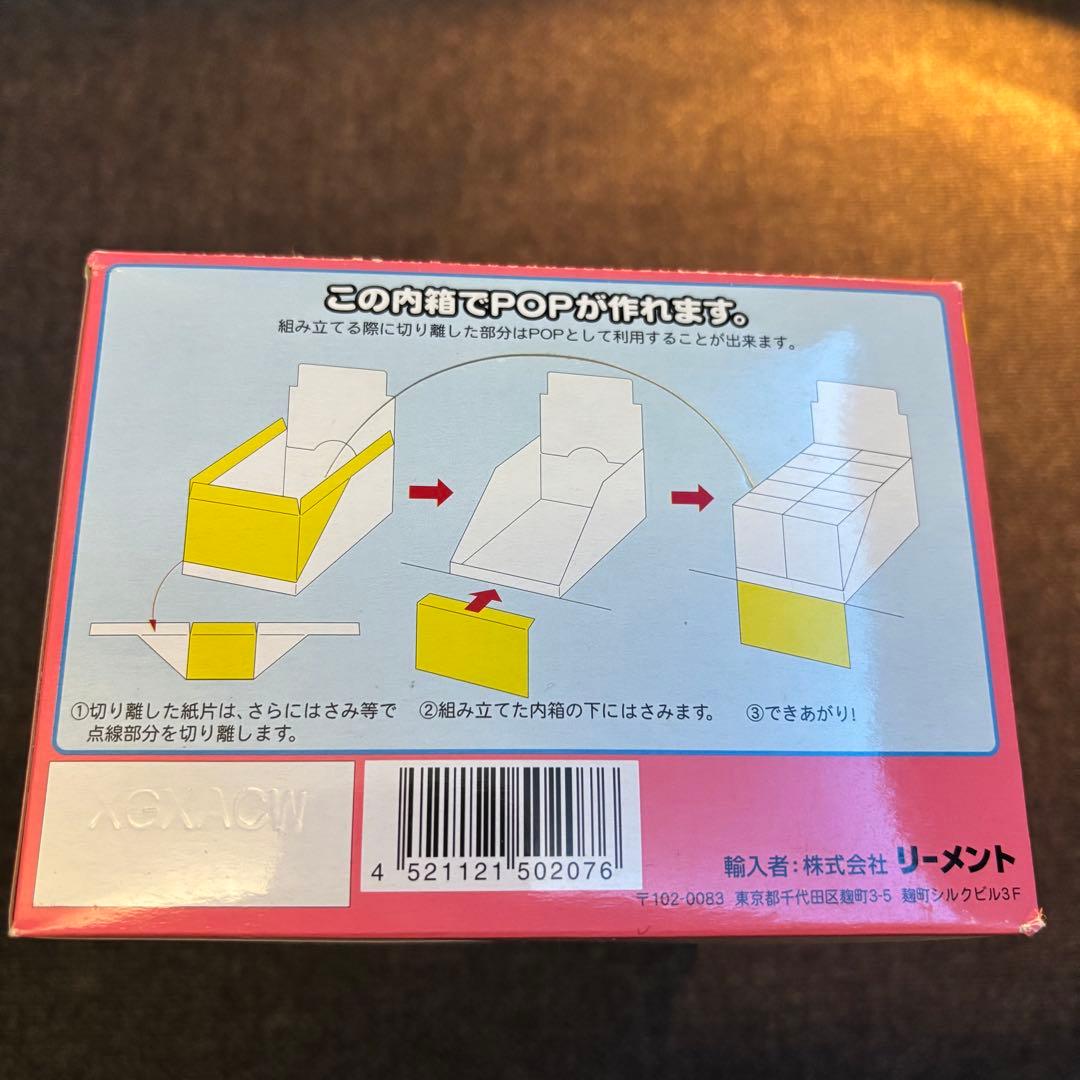 この内箱でPOPが作れます。
組み立てる際に切り離した部分はPOPとして利用することが出来ます。
①切り離した紙片は、さらにはさみ等で
点線部分を切り離します。
②組み立てた内箱の下にはさみます。
③できあがり!
4 521121 502076
輸入者:株式会社 リーメント
〒102-0083 東京都千代田区麹町3-5 麹町シルクビル3F